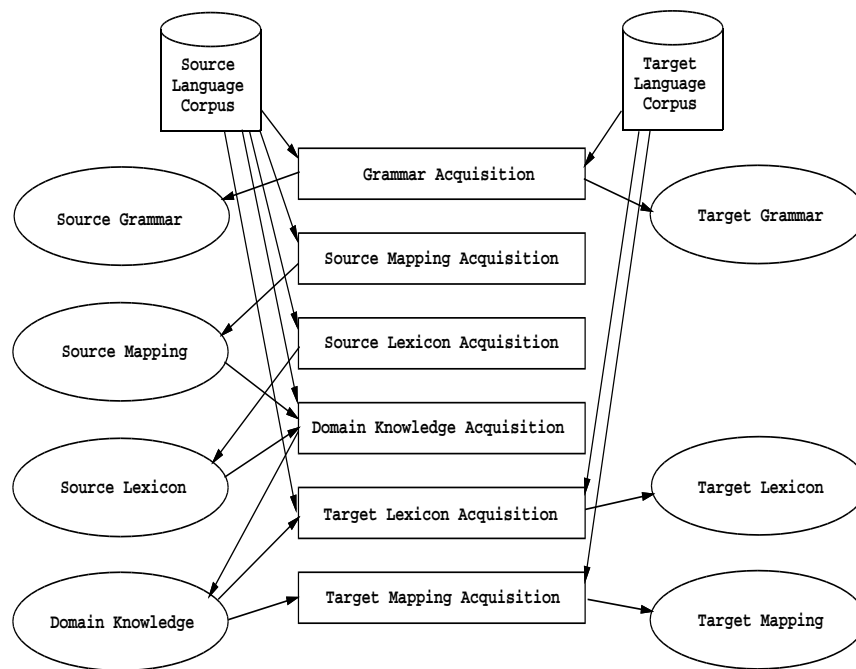 Source
Language
Corpus
Target
Language
Corpus
Grammar Acquisition
Source Grammar
Target Grammar
Source Mapping Acquisition
Source Mapping
Source Lexicon Acquisition
Domain Knowledge Acquisition
Source Lexicon
Target Lexicon
Target Lexicon Acquisition
Domain Knowledge
Target Mapping Acquisition
Target Mapping